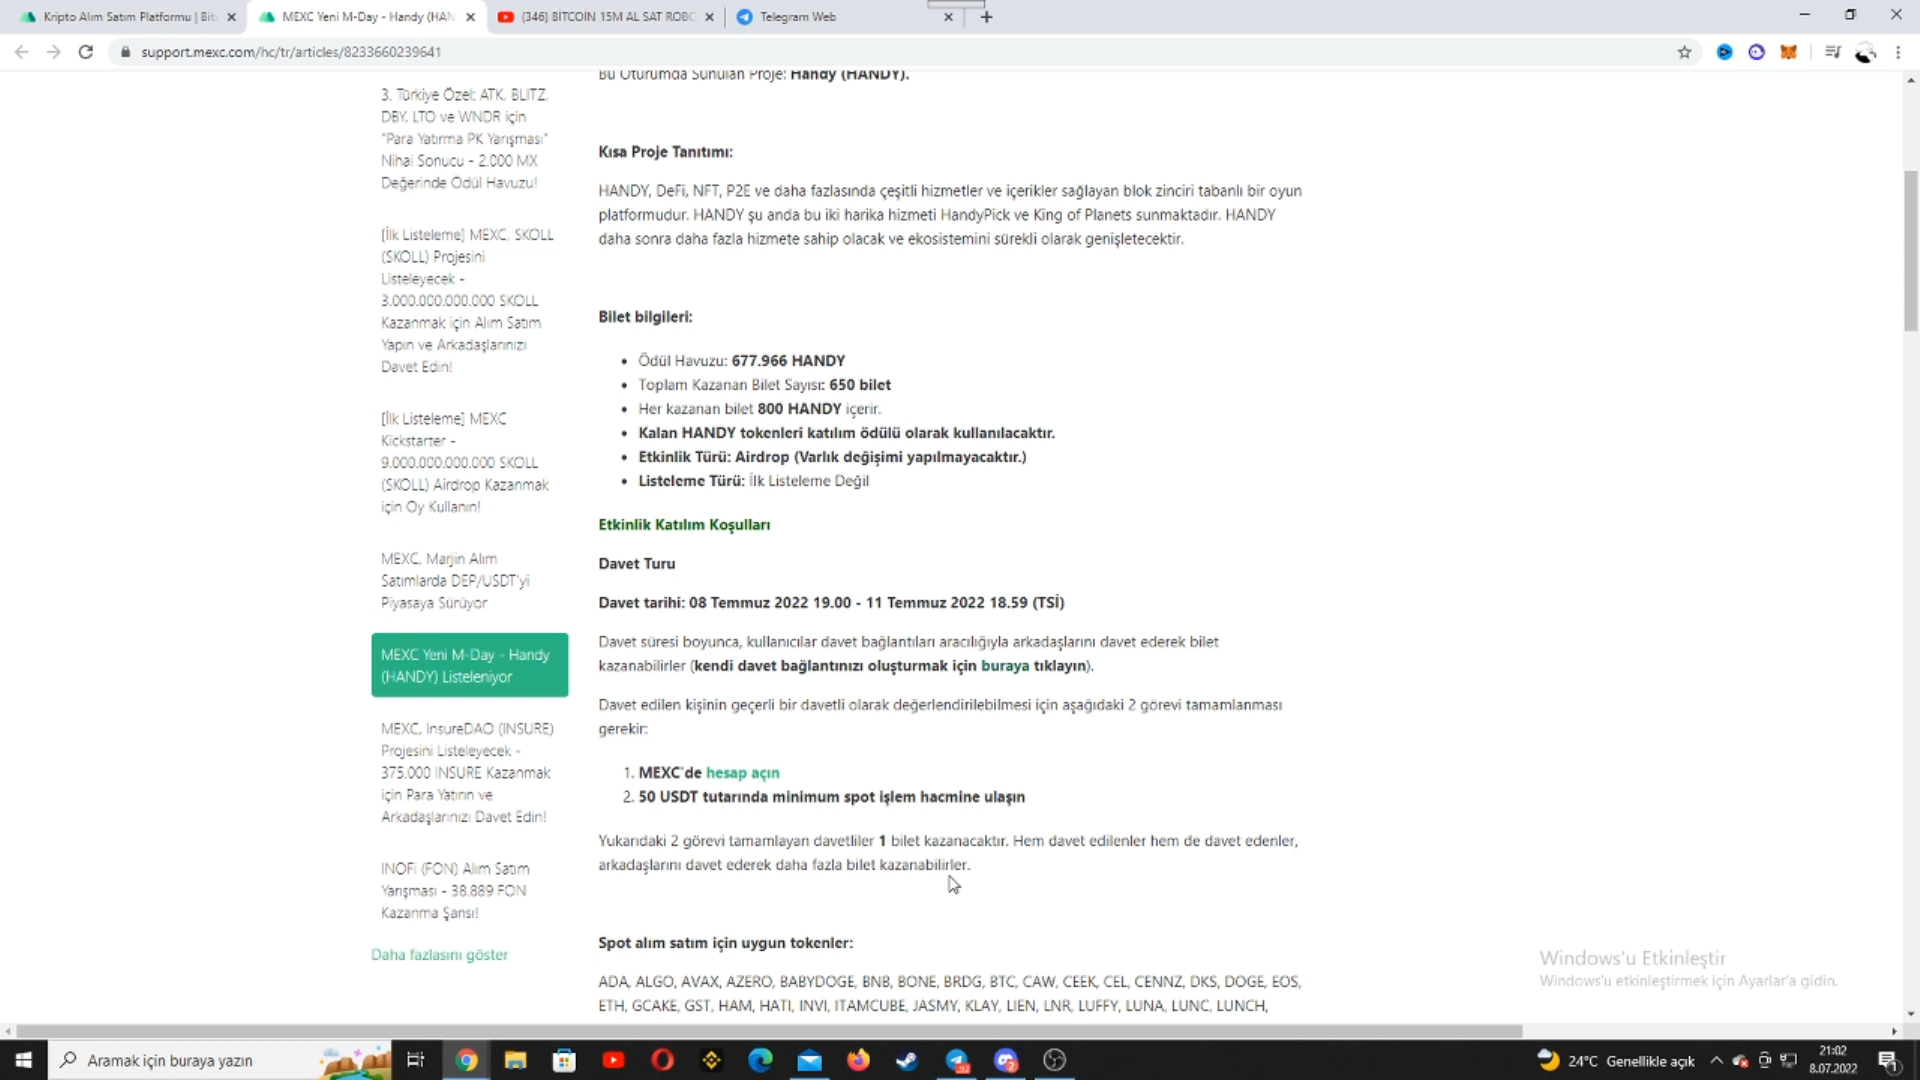 Kripto Alım Satım Platformu | Bit
MEXC Yeni M-Day - Handy (HAN
(346) BİTCOİN 15M AL SAT ROBO
Telegram Web
support.mexc.com/hc/tr/articles/8233660239641
3. Türkiye Özel: ATK, BLITZ,
DBY, LTO ve WNDR için
"Para Yatırma PK Yarışması"
Nihai Sonucu - 2.000 MX
Değerinde Ödül Havuzu!
[İlk Listeleme] MEXC, SKOLL
(SKOLL) Projesini
Listeleyecek -
3.000.000.000.000 SKOLL
Kazanmak için Alım Satım
Yapın ve Arkadaşlarınızı
Davet Edin!
[İlk Listeleme] MEXC
Kickstarter -
9.000.000.000.000 SKOLL
(SKOLL) Airdrop Kazanmak
için Oy Kullanın!
MEXC, Marjin Alım
Satımlarda DEP/USDT'yi
Piyasaya Sürüyor
MEXC Yeni M-Day - Handy
(HANDY) Listeleniyor
MEXC, InsureDAO (INSURE)
Projesini Listeleyecek -
375.000 INSURE Kazanmak
için Para Yatırın ve
Arkadaşlarınızı Davet Edin!
INOFi (FON) Alım Satım
Yarışması - 38.889 FON
Kazanma Şansı!
Daha fazlasını göster
Bu Oturumda Sunulan Proje: Handy (HANDY).
Kısa Proje Tanıtımı:
HANDY, DeFi, NFT, P2E ve daha fazlasında çeşitli hizmetler ve içerikler sağlayan blok zinciri tabanlı bir oyun
platformudur. HANDY şu anda bu iki harika hizmeti HandyPick ve King of Planets sunmaktadır. HANDY
daha sonra daha fazla hizmete sahip olacak ve ekosistemini sürekli olarak genişletecektir.
Bilet bilgileri:
• Ödül Havuzu: 677.966 HANDY
• Toplam Kazanan Bilet Sayısı: 650 bilet
• Her kazanan bilet 800 HANDY içerir.
• Kalan HANDY tokenleri katılım ödülü olarak kullanılacaktır.
• Etkinlik Türü: Airdrop (Varlık değişimi yapılmayacaktır.)
• Listeleme Türü: İlk Listeleme Değil
Etkinlik Katılım Koşulları
Davet Turu
Davet tarihi: 08 Temmuz 2022 19.00 - 11 Temmuz 2022 18.59 (TSİ)
Davet süresi boyunca, kullanıcılar davet bağlantıları aracılığıyla arkadaşlarını davet ederek bilet
kazanabilirler (kendi davet bağlantınızı oluşturmak için buraya tıklayın).
Davet edilen kişinin geçerli bir davetli olarak değerlendirilebilmesi için aşağıdaki 2 görevi tamamlanması
gerekir:
1. MEXC'de hesap açın
2. 50 USDT tutarında minimum spot işlem hacmine ulaşın
Yukarıdaki 2 görevi tamamlayan davetliler 1 bilet kazanacaktır. Hem davet edilenler hem de davet edenler,
arkadaşlarını davet ederek daha fazla bilet kazanabilirler.
Spot alım satım için uygun tokenler:
ADA, ALGO, AVAX, AZERO, BABYDOGE, BNB, BONE, BRDG, BTC, CAW, CEEK, CEL, CENNZ, DKS, DOGE, EOS,
ETH, GCAKE, GST, HAM, HATI, INVI, ITAMCUBE, JASMY, KLAY, LIEN, LNR, LUFFY, LUNA, LUNC, LUNCH,
Windows'u Etkinleştir
Windows'u etkinleştirmek için Ayarlar'a gidin.
Aramak için buraya yazın
24°C Genellikle açık
21:02
8.07.2022